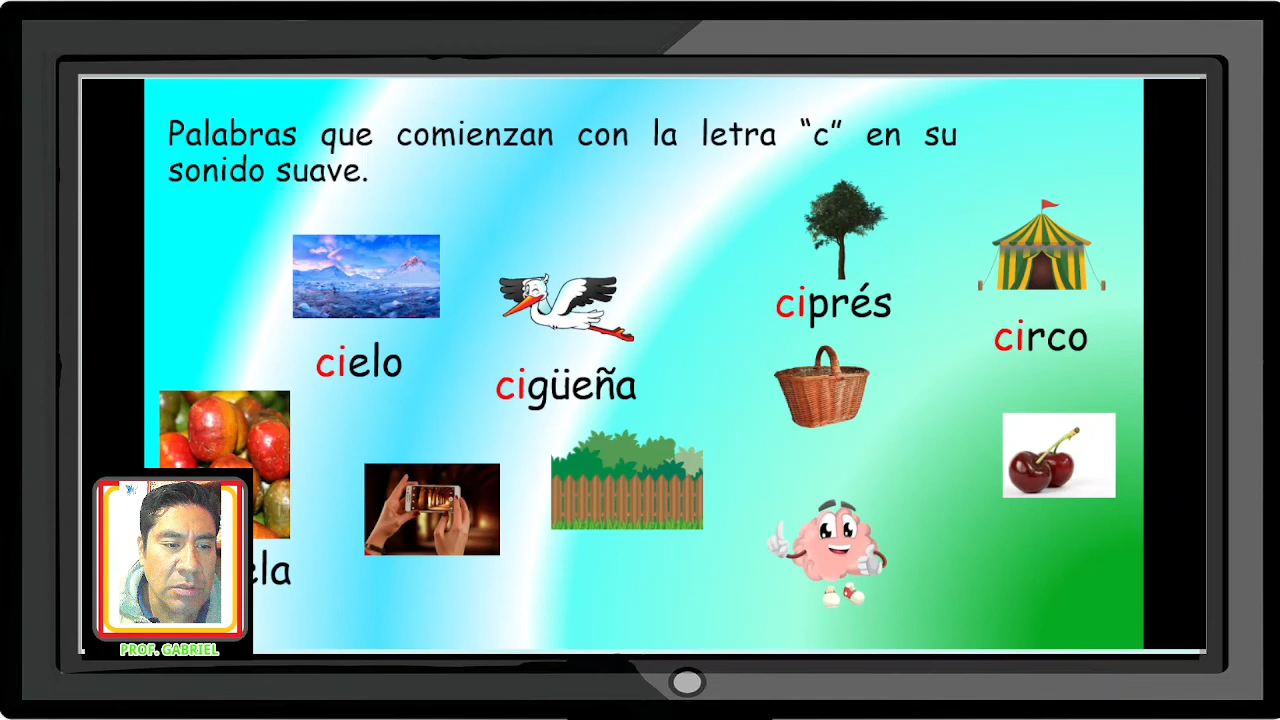 Palabras que comienzan con la letra “c” en su
sonido suave.
ciprés
circo
cielo
cigüeña
ela
PROF. GABRIEL